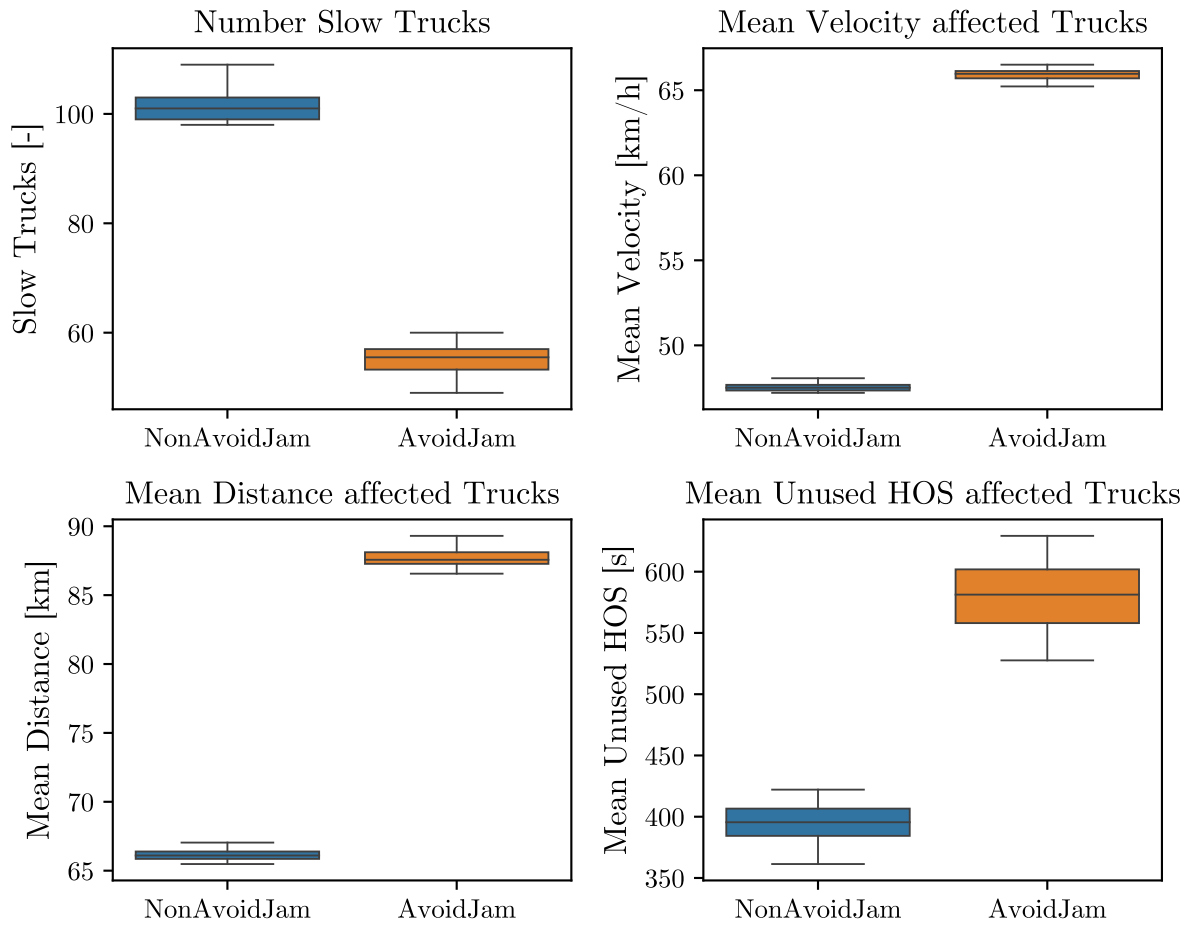 Number Slow Trucks
Slow Trucks [-]
100
80
60
NonAvoidJam
AvoidJam
Mean Velocity affected Trucks
Mean Velocity [km/h]
65
60
55
50
NonAvoidJam
AvoidJam
Mean Distance affected Trucks
Mean Distance [km]
90
85
80
75
70
65
NonAvoidJam
AvoidJam
Mean Unused HOS affected Trucks
Mean Unused HOS [s]
600
550
500
450
400
350
NonAvoidJam
AvoidJam